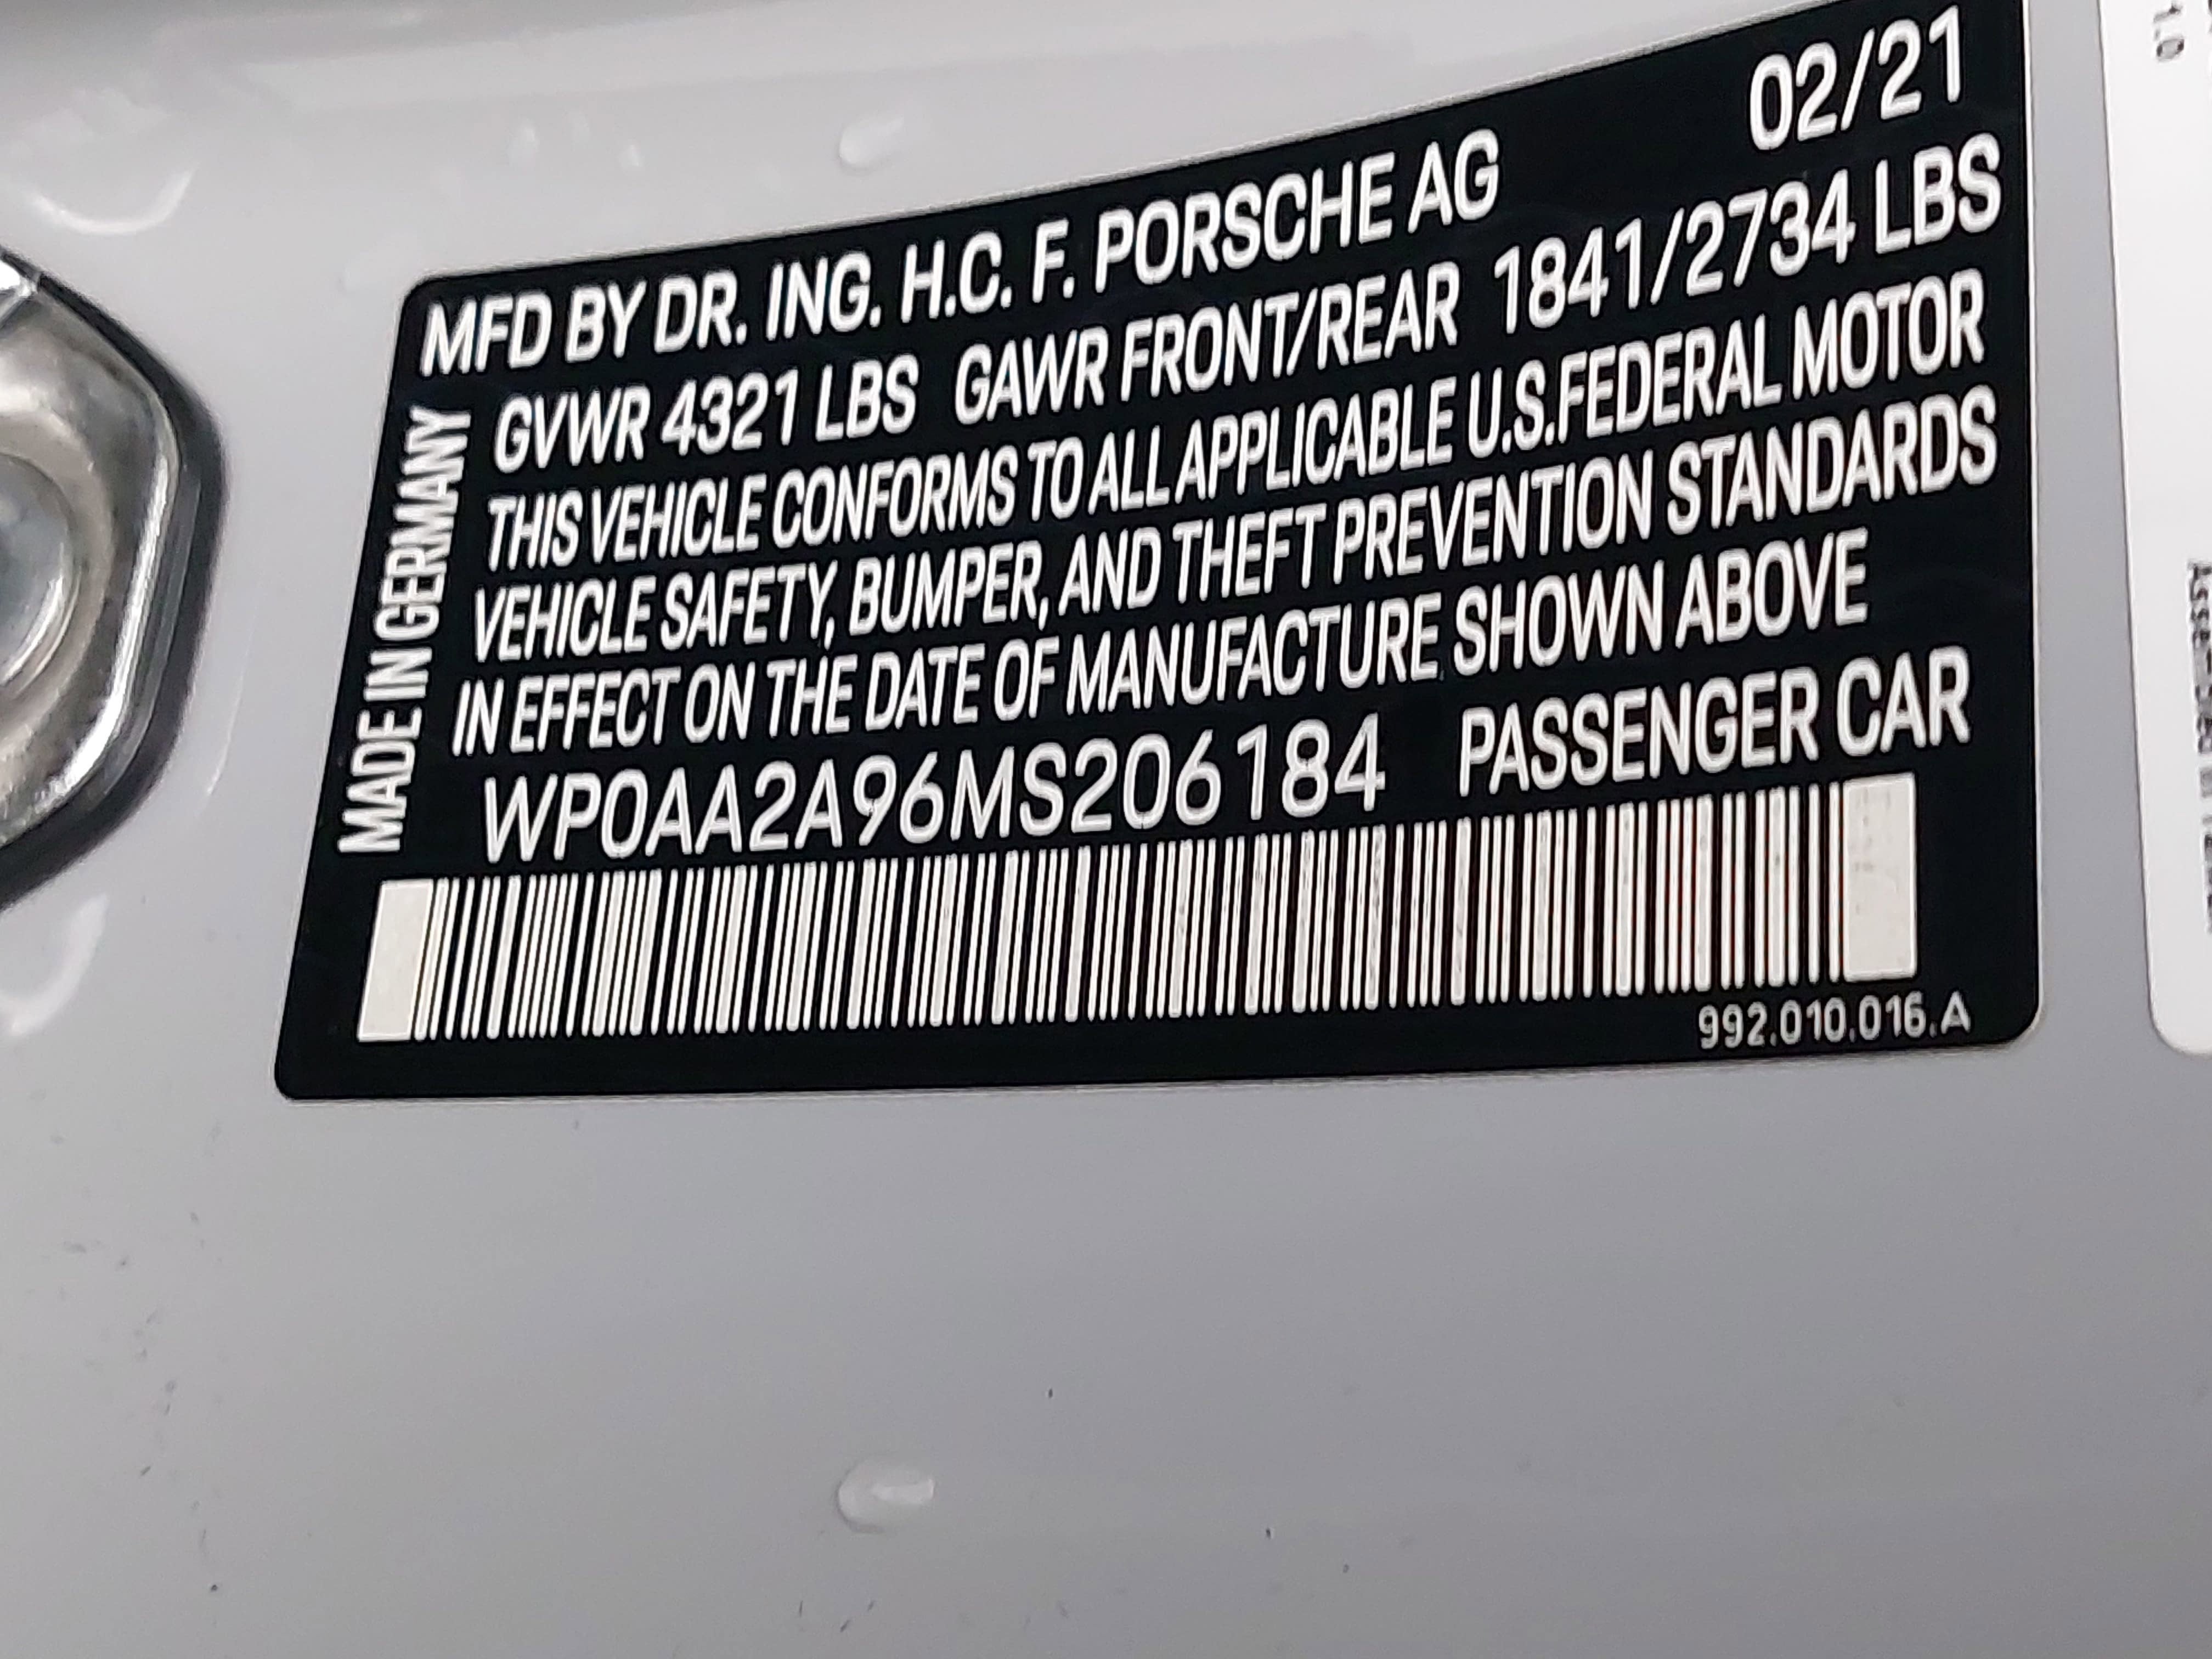 02/21
MFD BY DR. ING. H.C. F. PORSCHE AG
GVWR 4321 LBS GAWR FRONT/REAR 1841/2734 LBS
THIS VEHICLE CONFORMS TO ALL APPLICABLE U.S.FEDERAL MOTOR
VEHICLE SAFETY, BUMPER, AND THEFT PREVENTION STANDARDS
IN EFFECT ON THE DATE OF MANUFACTURE SHOWN ABOVE
WP0AA2A96MS206184 PASSENGER CAR
MADE IN GERMANY
992.010.016.A
1.0